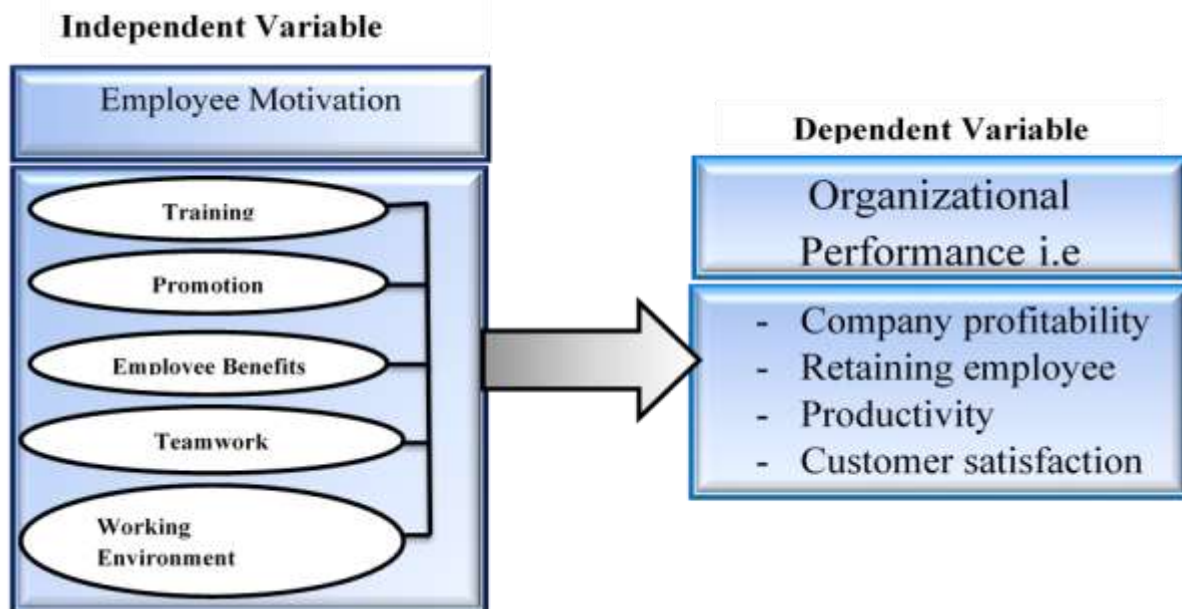 Independent Variable
Employee Motivation
Training
Promotion
Employee Benefits
Teamwork
Working
Environment
Dependent Variable
Organizational
Performance i.e
- Company profitability
- Retaining employee
- Productivity
- Customer satisfaction